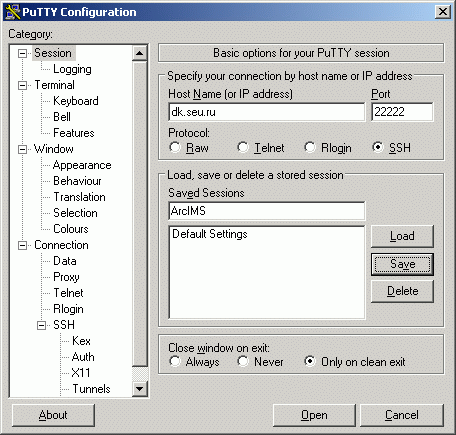 PuTTY Configuration
Category:
Session
Logging
Terminal
Keyboard
Bell
Features
Window
Appearance
Behaviour
Translation
Selection
Colours
Connection
Data
Proxy
Telnet
Rlogin
SSH
Kex
Auth
X11
Tunnels
Basic options for your PuTTY session
Specify your connection by host name or IP address
Host Name (or IP address) Port
dk.seu.ru 22222
Protocol:
Raw Telnet Rlogin SSH
Load, save or delete a stored session
Saved Sessions
ArcIMS
Default Settings
Load
Save
Delete
Close window on exit:
Always Never Only on clean exit
About Open Cancel